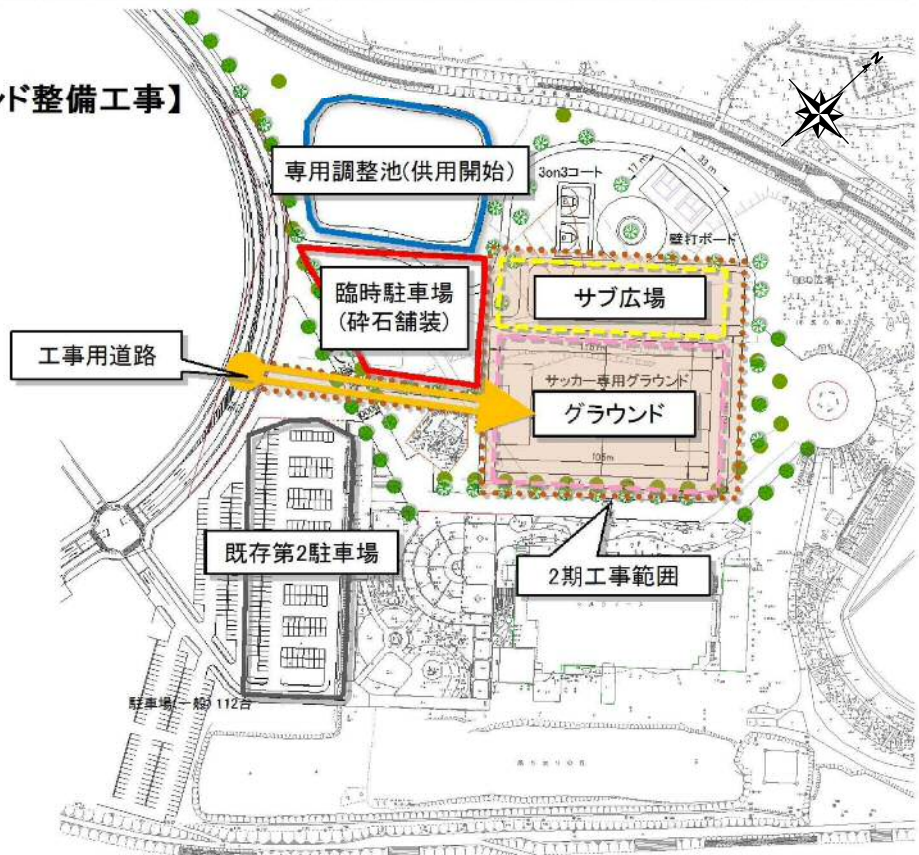 ンド整備工事】
N
専用調整池(供用開始)
3on3コート
17m
33m
壁打ボート
臨時駐車場
(砕石舗装)
サブ広場
工事用道路
サッカー専用グラウンド
グラウンド
105m
既存第2駐車場
2期工事範囲
駐車場(一般) 112台